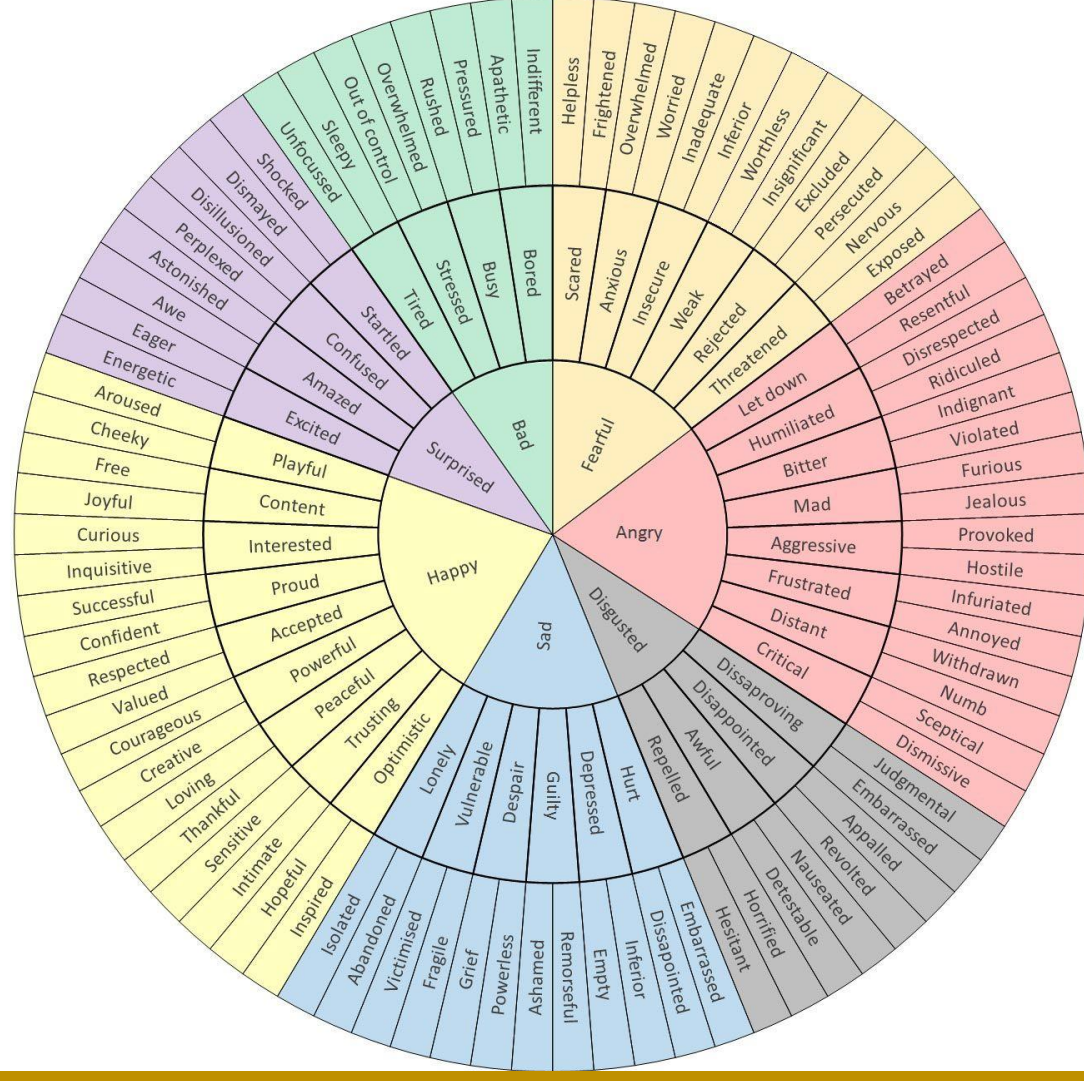 Fearful
Scared
Anxious
Insecure
Weak
Rejected
Threatened
Helpless
Frightened
Overwhelmed
Worried
Inadequate
Inferior
Worthless
Insignificant
Excluded
Persecuted
Nervous
Exposed
Angry
Let down
Humiliated
Bitter
Mad
Aggressive
Frustrated
Distant
Critical
Betrayed
Resentful
Disrespected
Ridiculed
Indignant
Violated
Furious
Jealous
Provoked
Hostile
Infuriated
Annoyed
Withdrawn
Numb
Sceptical
Dismissive
Disgusted
Dissaproving
Disappointed
Awful
Repelled
Judgmental
Embarrassed
Appalled
Revolted
Nauseated
Detestable
Horrified
Hesitant
Sad
Hurt
Depressed
Guilty
Despair
Vulnerable
Lonely
Embarrassed
Dissapointed
Inferior
Empty
Remorseful
Ashamed
Powerless
Grief
Fragile
Victimised
Abandoned
Isolated
Happy
Optimistic
Trusting
Peaceful
Powerful
Accepted
Proud
Interested
Content
Playful
Inspired
Hopeful
Intimate
Sensitive
Thankful
Loving
Creative
Courageous
Valued
Respected
Confident
Successful
Inquisitive
Curious
Joyful
Free
Cheeky
Aroused
Surprised
Excited
Amazed
Confused
Startled
Energetic
Eager
Awe
Astonished
Perplexed
Disillusioned
Dismayed
Shocked
Bad
Tired
Stressed
Busy
Bored
Unfocussed
Sleepy
Out of control
Overwhelmed
Rushed
Pressured
Apathetic
Indifferent